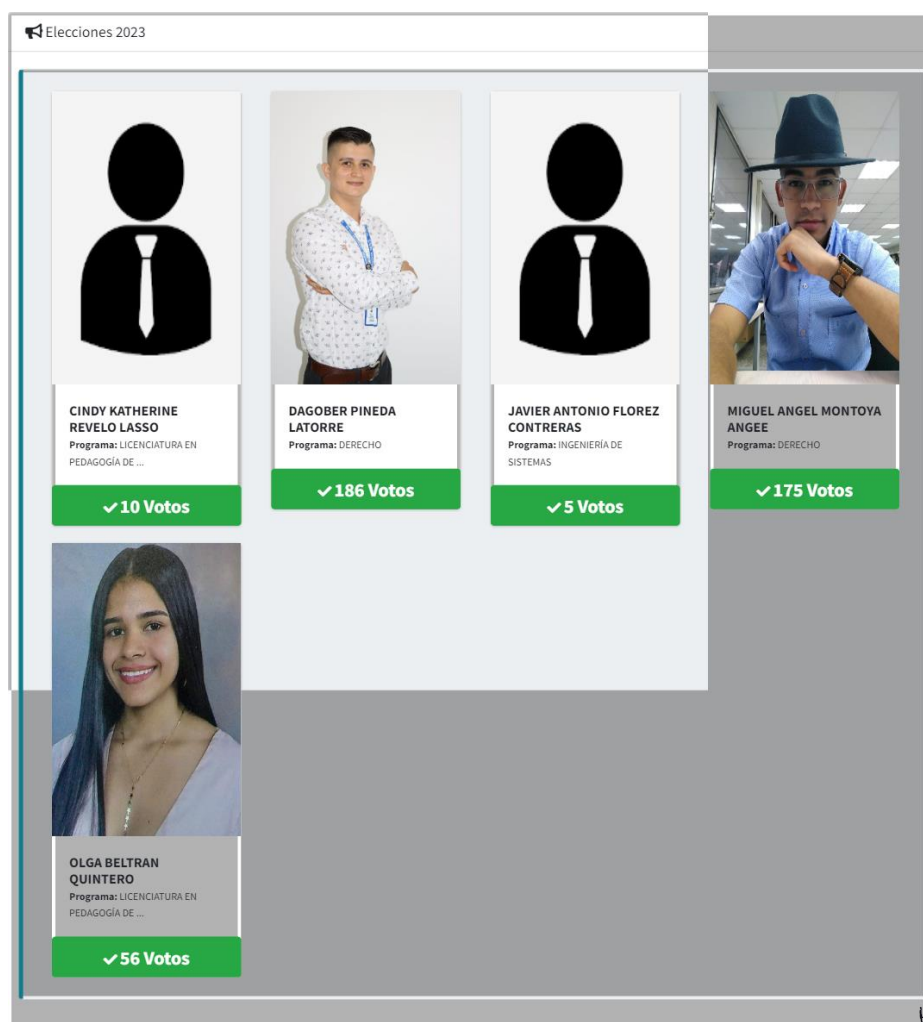 Elecciones 2023
CINDY KATHERINE
REVELO LASSO
Programa: LICENCIATURA EN
PEDAGOGÍA DE ...
10 Votos
DAGOBER PINEDA
LATORRE
Programa: DERECHO
186 Votos
JAVIER ANTONIO FLOREZ
CONTRERAS
Programa: INGENIERÍA DE
SISTEMAS
5 Votos
MIGUEL ANGEL MONTOYA
ANGEE
Programa: DERECHO
175 Votos
OLGA BELTRAN
QUINTERO
Programa: LICENCIATURA EN
PEDAGOGÍA DE ...
56 Votos